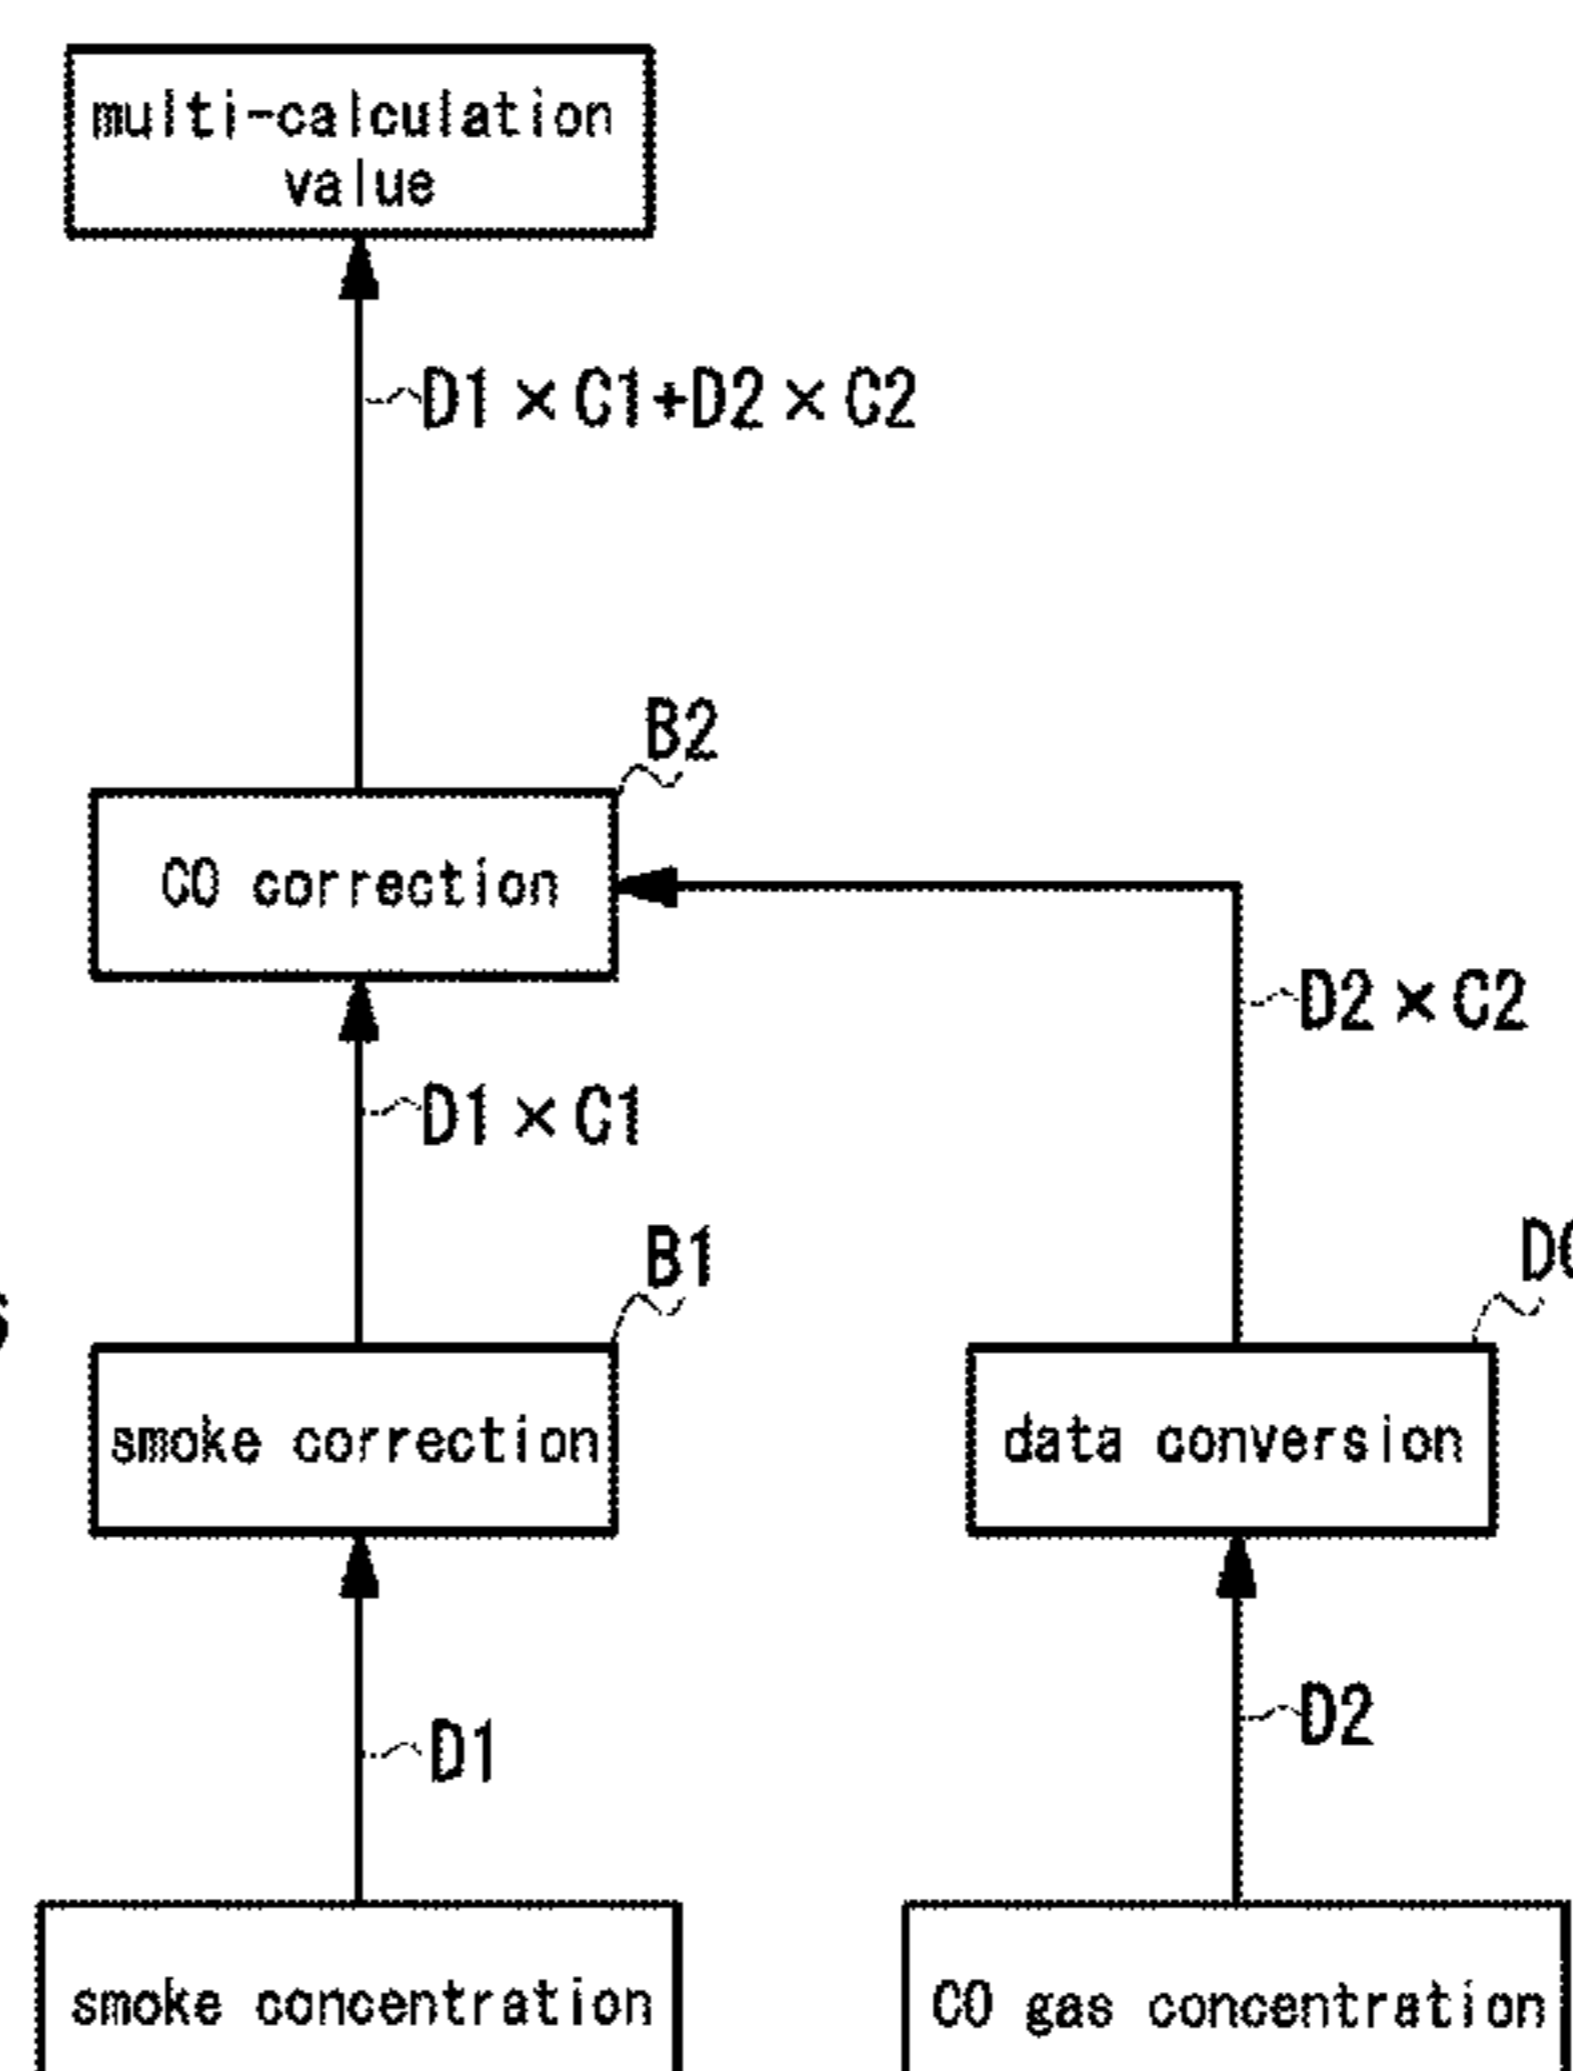 multi-calculation
value
D1×C1+D2×C2
B2
CO correction
D2×C2
D1×C1
B1
smoke correction
data conversion
D1
D2
smoke concentration
CO gas concentration